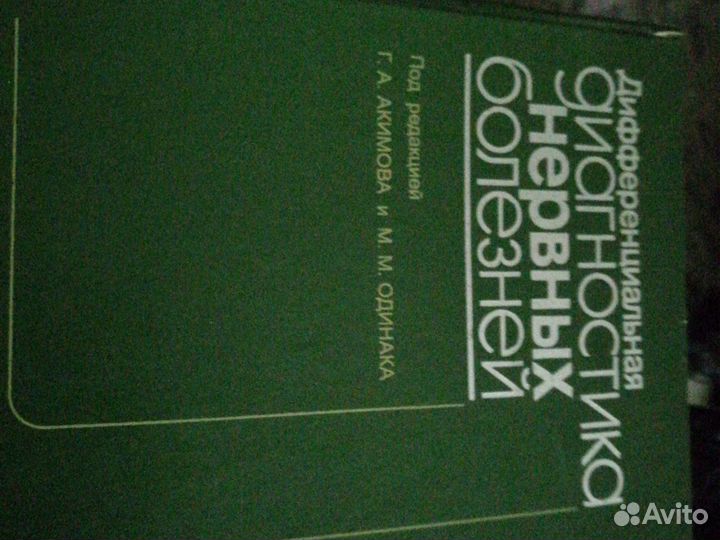 Дифференциальная
диагностика
нервных
болезней
Под редакцией
Г. А. АКИМОВА и М. М. ОДИНАКА
Avito